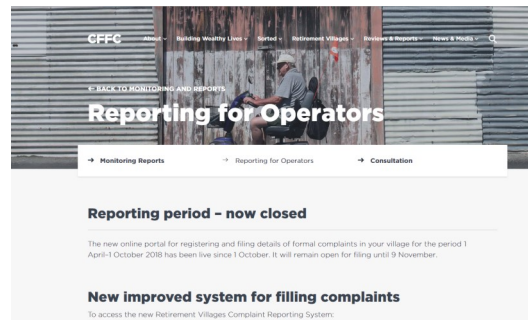 CFFC About Building Wealthy Lives Sorted Retirement Villages Reviews & Reports News & Media
← BACK TO MONITORING AND REPORTS
Reporting for Operators
→ Monitoring Reports → Reporting for Operators → Consultation
Reporting period – now closed
The new online portal for registering and filing details of formal complaints in your village for the period 1
April-1 October 2018 has been live since 1 October. It will remain open for filing until 9 November.
New improved system for filling complaints
To access the new Retirement Villages Complaint Reporting System: